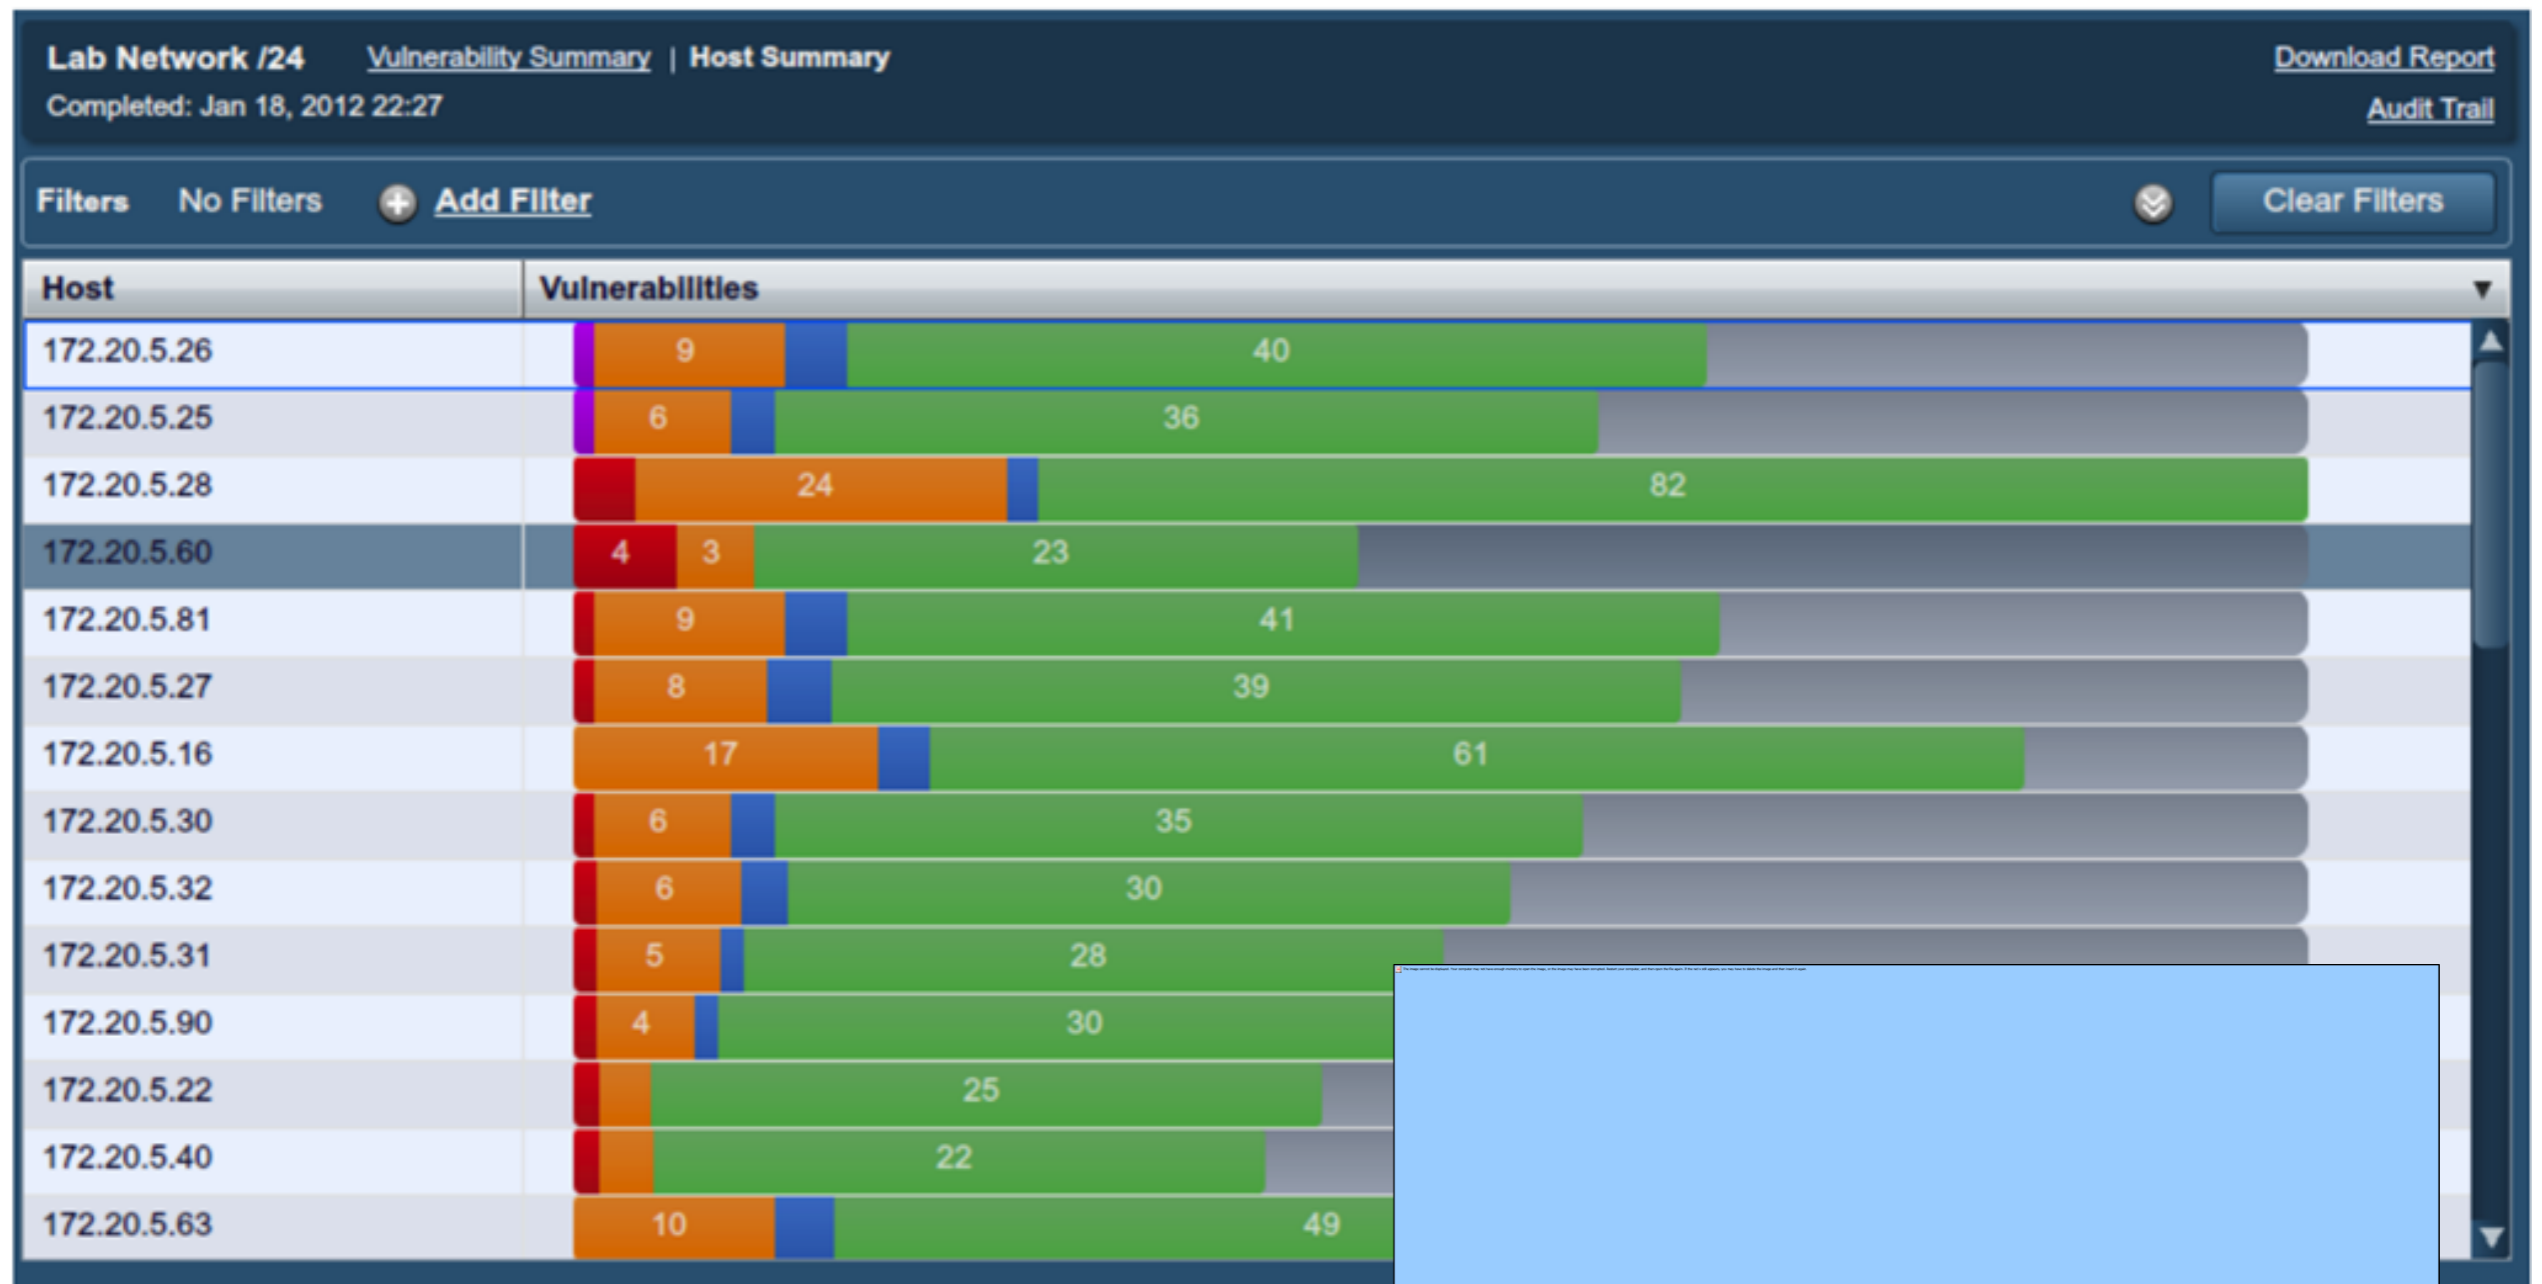 Lab Network /24 Vulnerability Summary | Host Summary Download Report
Completed: Jan 18, 2012 22:27 Audit Trail
Filters No Filters Add Filter Clear Filters
Host Vulnerabilities
172.20.5.26 9 40
172.20.5.25 6 36
172.20.5.28 24 82
172.20.5.60 4 3 23
172.20.5.81 9 41
172.20.5.27 8 39
172.20.5.16 17 61
172.20.5.30 6 35
172.20.5.32 6 30
172.20.5.31 5 28
172.20.5.90 4 30
172.20.5.22 25
172.20.5.40 22
172.20.5.63 10 49